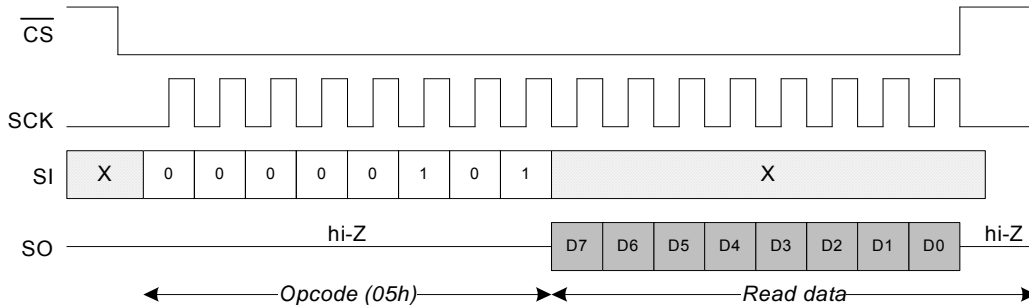 CS
SCK
SI X 0 0 0 0 0 1 0 1 X
SO hi-Z D7 D6 D5 D4 D3 D2 D1 D0 hi-Z
Opcode (05h) Read data